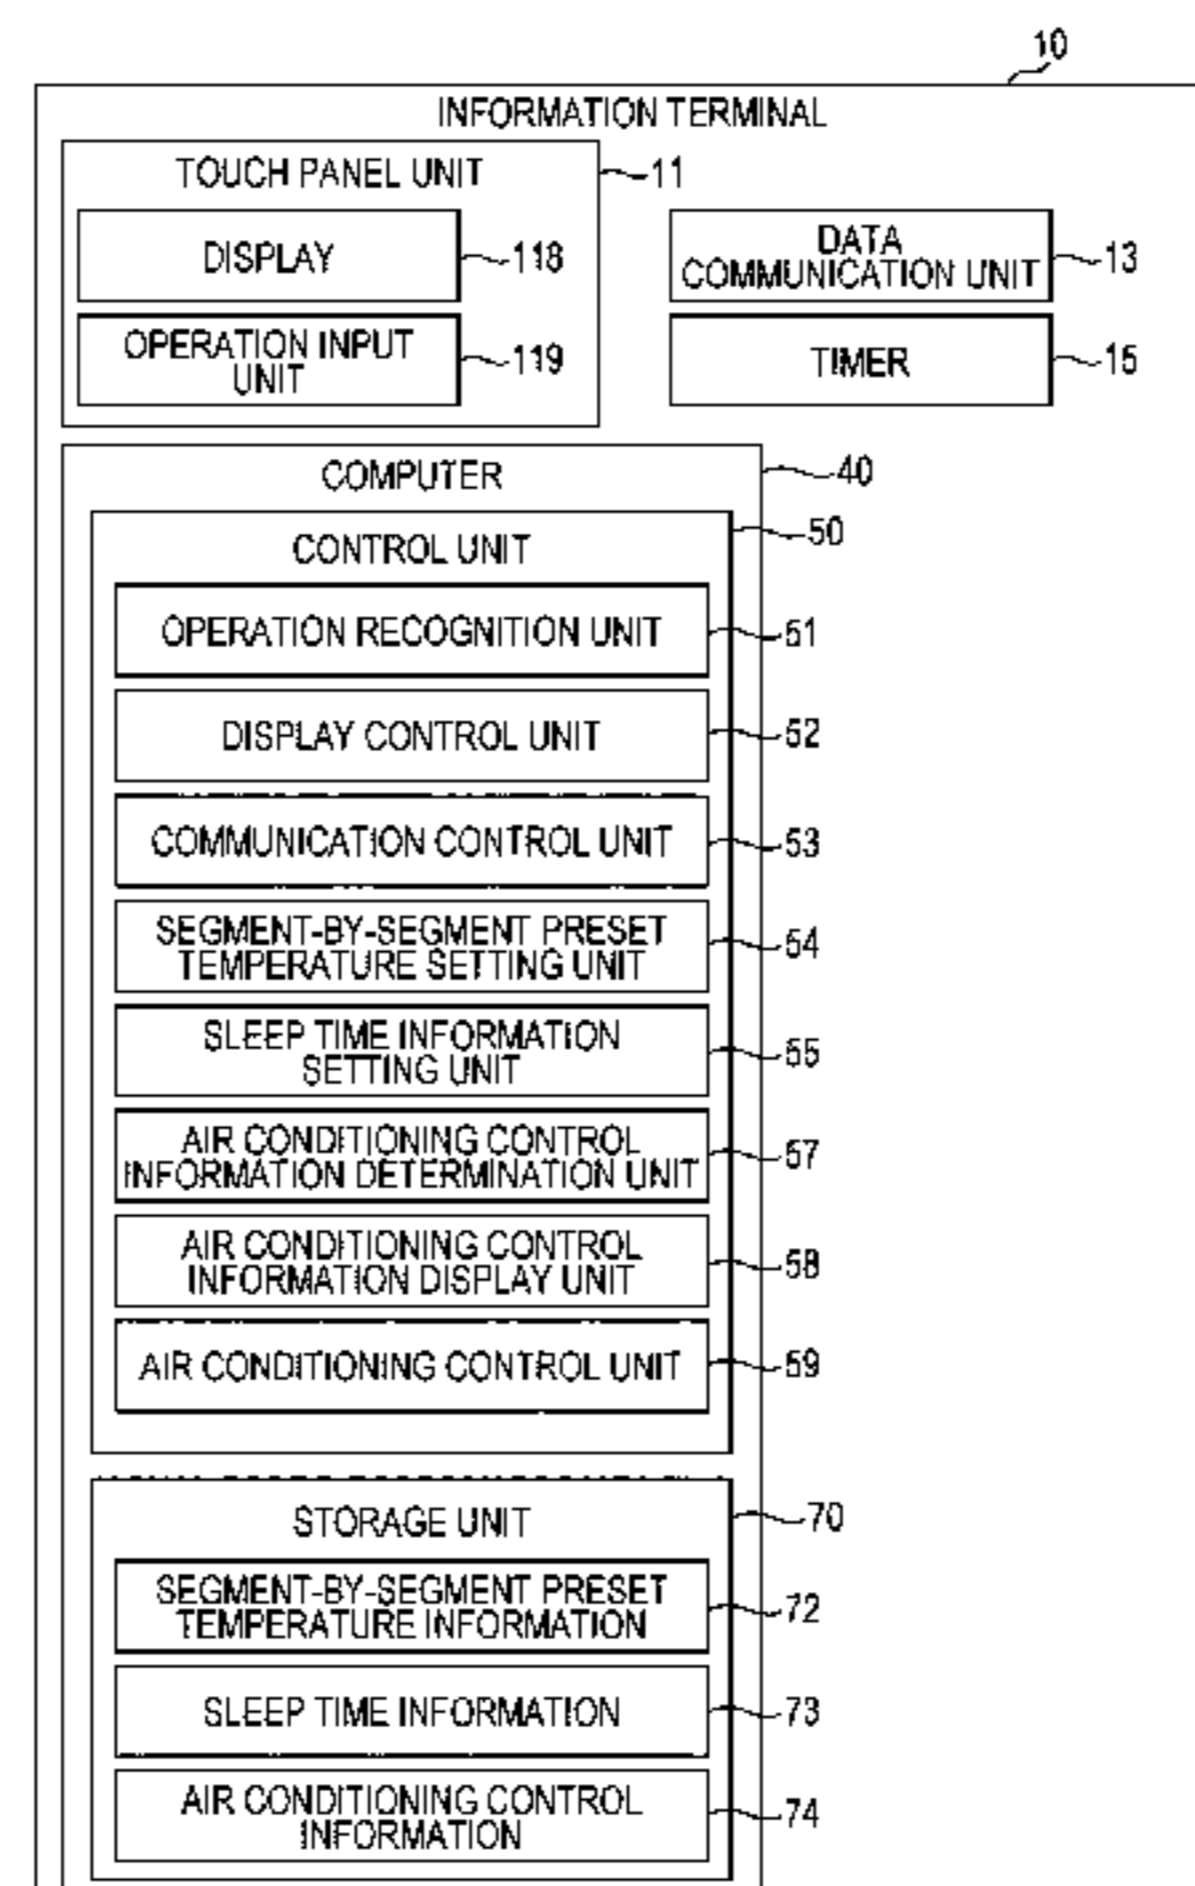 10
INFORMATION TERMINAL
TOUCH PANEL UNIT
11
DISPLAY
118
DATA
COMMUNICATION UNIT
13
OPERATION INPUT
UNIT
119
TIMER
15
COMPUTER
40
CONTROL UNIT
50
OPERATION RECOGNITION UNIT
51
DISPLAY CONTROL UNIT
52
COMMUNICATION CONTROL UNIT
53
SEGMENT-BY-SEGMENT PRESET
TEMPERATURE SETTING UNIT
54
SLEEP TIME INFORMATION
SETTING UNIT
55
AIR CONDITIONING CONTROL
INFORMATION DETERMINATION UNIT
57
AIR CONDITIONING CONTROL
INFORMATION DISPLAY UNIT
58
AIR CONDITIONING CONTROL UNIT
59
STORAGE UNIT
70
SEGMENT-BY-SEGMENT PRESET
TEMPERATURE INFORMATION
72
SLEEP TIME INFORMATION
73
AIR CONDITIONING CONTROL
INFORMATION
74